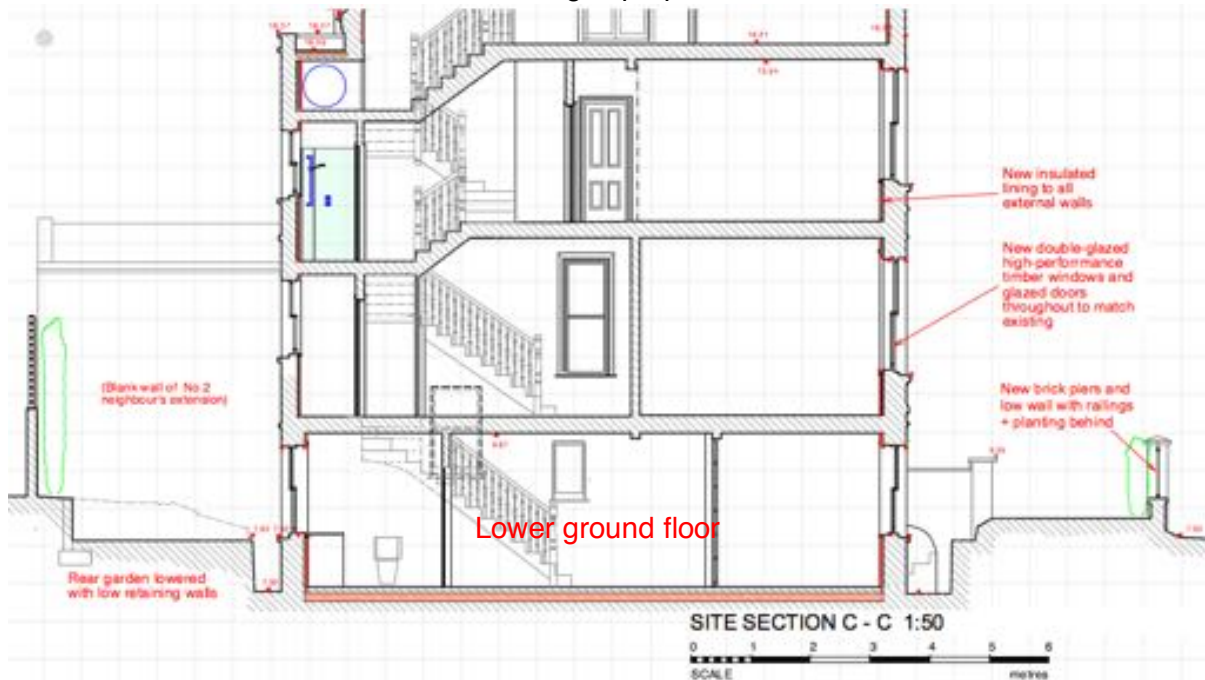 New insulated
lining to all
external walls
New double-glazed
high-performance
timber windows and
glazed doors
throughout to match
existing
(Blank wall of No 2
neighbour's extension)
New brick piers and
low wall with railings
+ planting behind
Lower ground floor
Rear garden lowered
with low retaining walls
SITE SECTION C - C 1:50
0 1 2 3 4 5 6
SCALE metres